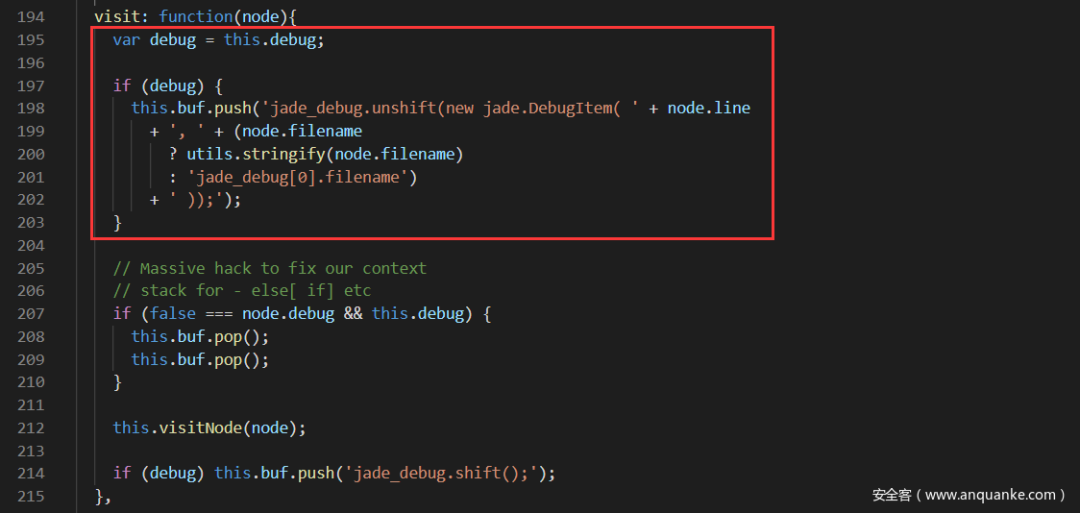 194 visit: function(node){
195 var debug = this.debug;
196
197 if (debug) {
198 this.buf.push('jade_debug.unshift(new jade.DebugItem( ' + node.line
199 + ', ' + (node.filename
200 ? utils.stringify(node.filename)
201 : 'jade_debug[0].filename')
202 + ' ));');
203 }
204
205 // Massive hack to fix our context
206 // stack for - else[ if] etc
207 if (false === node.debug && this.debug) {
208 this.buf.pop();
209 this.buf.pop();
210 }
211
212 this.visitNode(node);
213
214 if (debug) this.buf.push('jade_debug.shift();');
215 },
安全客（www.anquanke.com）